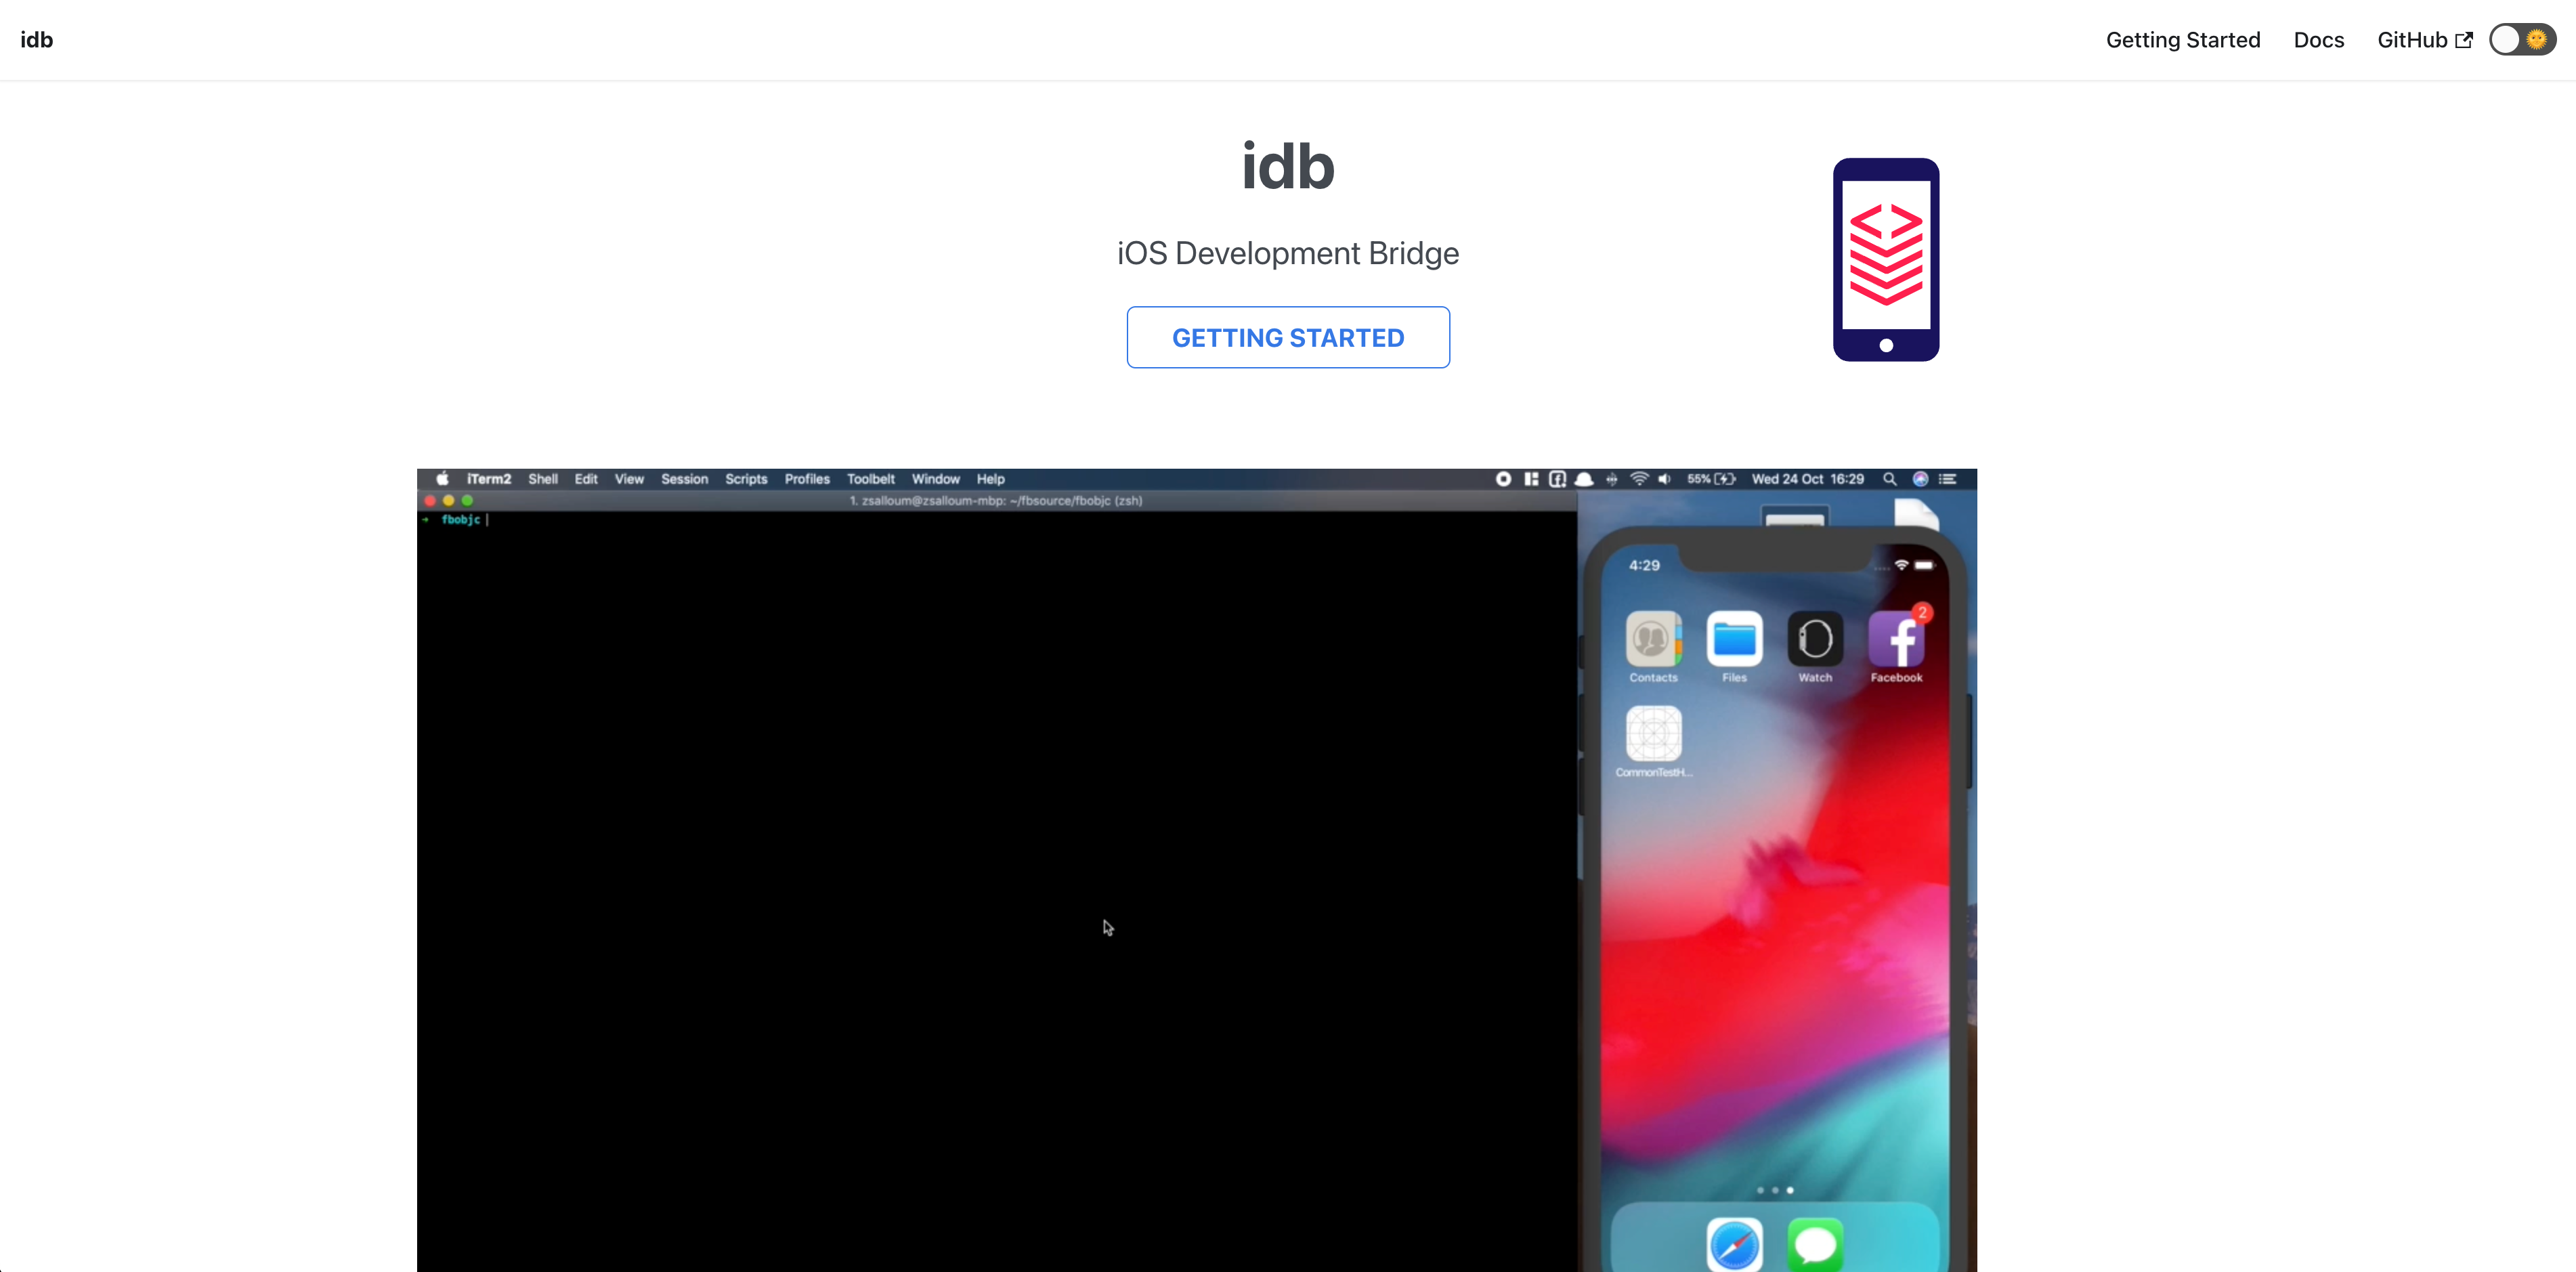 idb
Getting Started Docs GitHub
idb
iOS Development Bridge
GETTING STARTED
iTerm2 Shell Edit View Session Scripts Profiles Toolbelt Window Help 55% Wed 24 Oct 16:29
1. zsalloum@zsalloum-mbp: ~/fbsource/fbobjc (zsh)
fbobjc
4:29
2
Contacts Files Watch Facebook
CommonTestH...